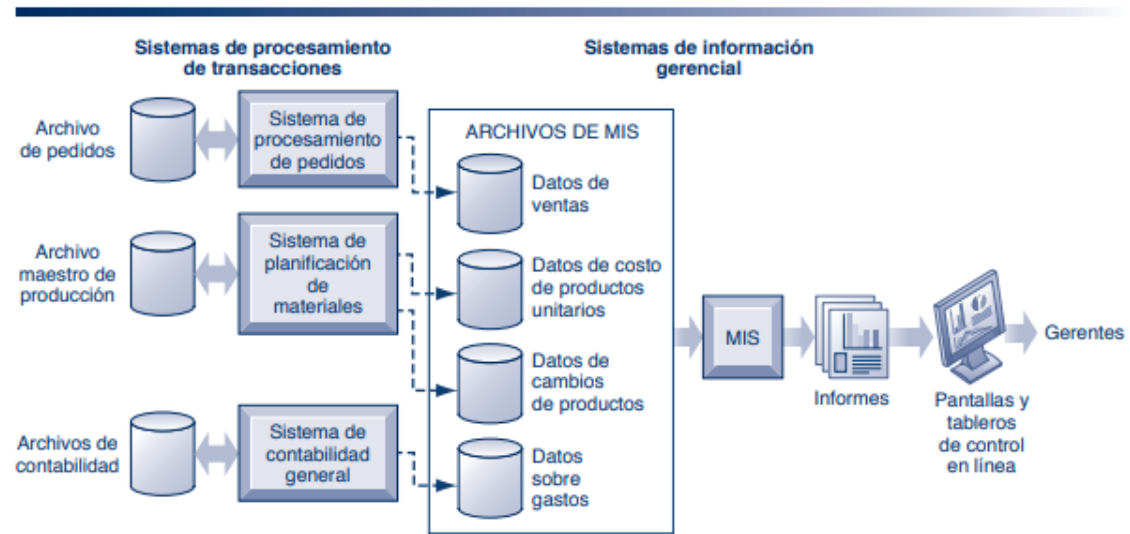 Sistemas de procesamiento
de transacciones
Sistemas de información
gerencial
Archivo
de pedidos
Sistema de
procesamiento
de pedidos
Archivo
maestro de
producción
Sistema de
planificación
de
materiales
Archivos de
contabilidad
Sistema de
contabilidad
general
ARCHIVOS DE MIS
Datos de
ventas
Datos de costo
de productos
unitarios
Datos de
cambios
de productos
Datos
sobre
gastos
MIS
Informes
Pantallas y
tableros
de control
en línea
Gerentes